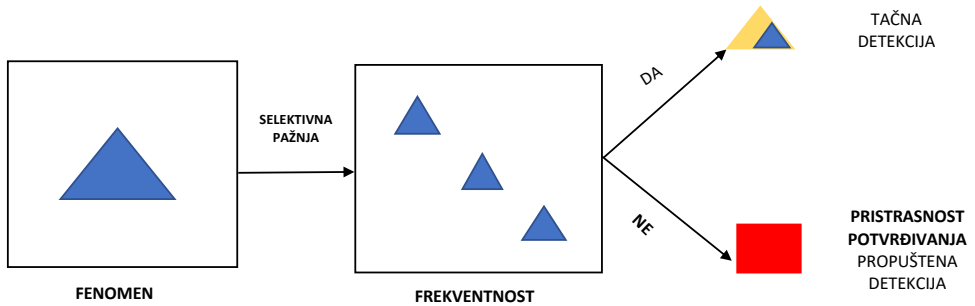 FENOMEN
SELEKTIVNA
PAŽNJA
FREKVENTNOST
DA
TAČNA
DETEKCIJA
NE
PRISTRASNOST
POTVRĐIVANJA
PROPUŠTENA
DETEKCIJA